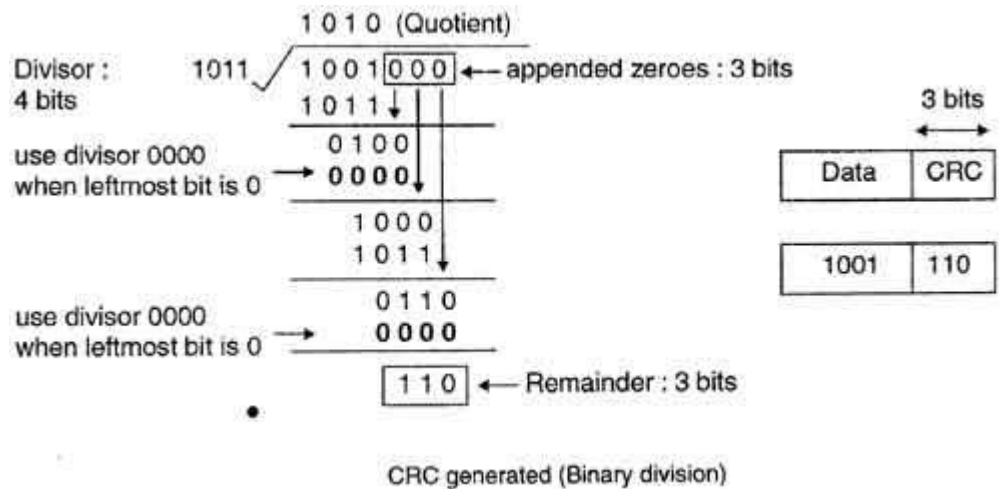 1 0 1 0 (Quotient)
Divisor : 1011 1 0 0 1 0 0 0 appended zeroes : 3 bits
4 bits 1 0 1 1
3 bits
0 1 0 0
use divisor 0000
when leftmost bit is 0 0 0 0 0
Data CRC
1 0 0 0
1 0 1 1
1001 110
0 1 1 0
use divisor 0000
when leftmost bit is 0 0 0 0 0
1 1 0 Remainder : 3 bits
CRC generated (Binary division)